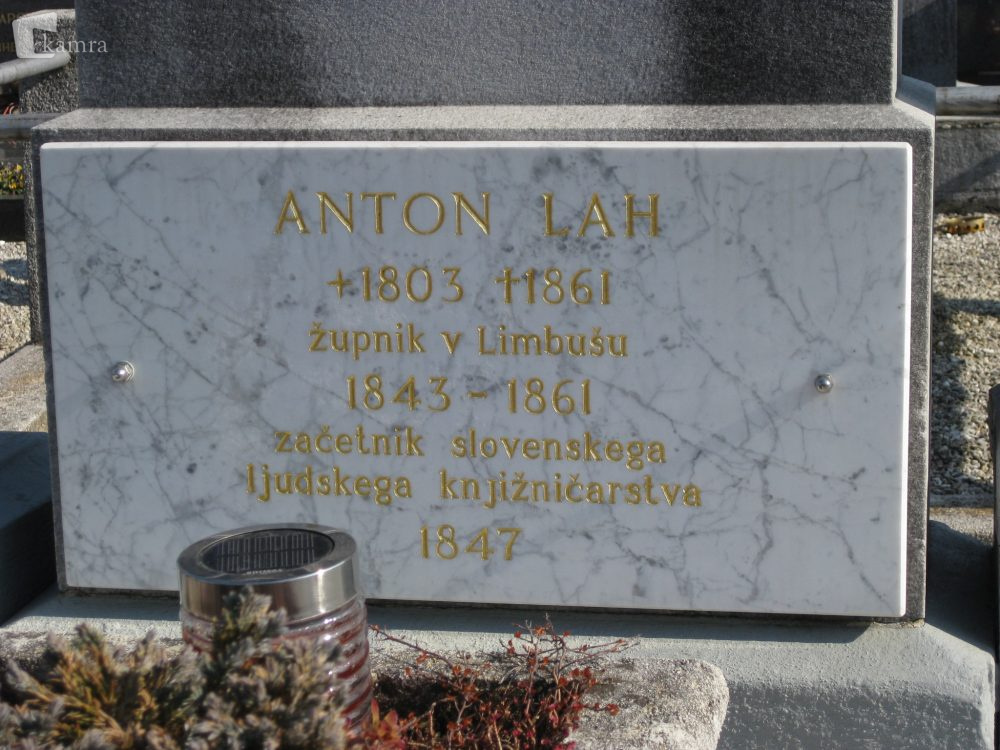 kamra
ANTON LAH
+1803 †1861
župnik v Limbušu
1843 - 1861
začetnik slovenskega
ljudskega knjižničarstva
1847